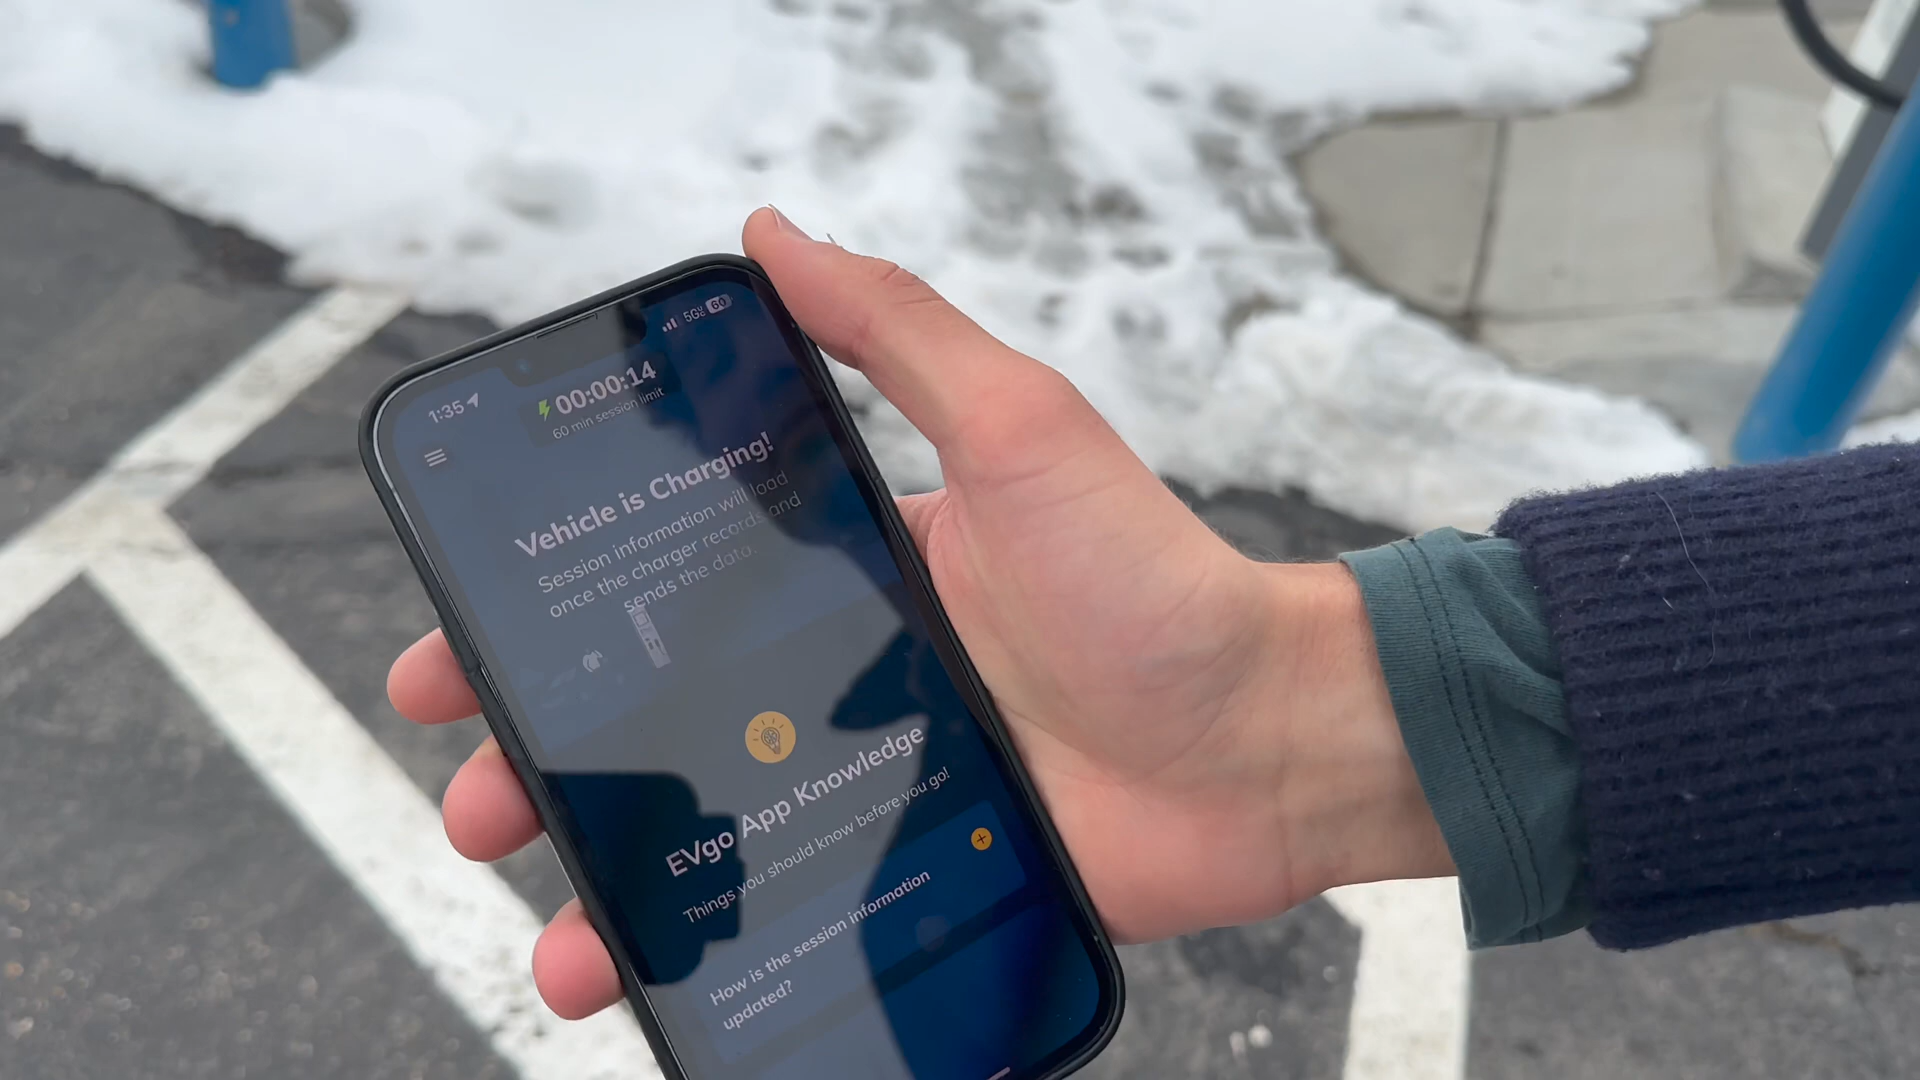 1:35
5G 60
00:00:14
60 min session limit
Vehicle is Charging!
Session information will load
once the charger records and
sends the data.
EVgo App Knowledge
Things you should know before you go!
How is the session information
updated?